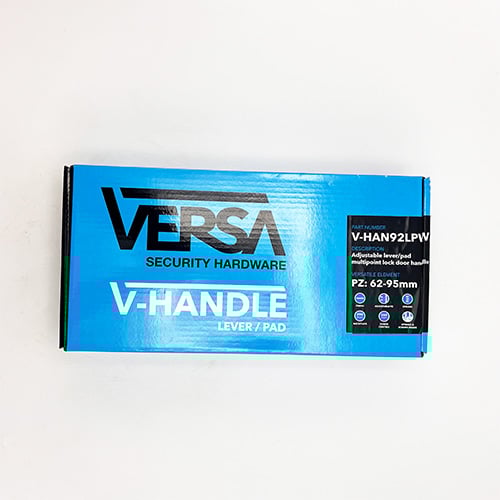 VERSA
SECURITY HARDWARE
V-HANDLE
LEVER / PAD
PART NUMBER
V-HAN92LPW
DESCRIPTION
Adjustable lever/pad
multipoint lock door handle
VERSATILE ELEMENT
PZ: 62-95mm